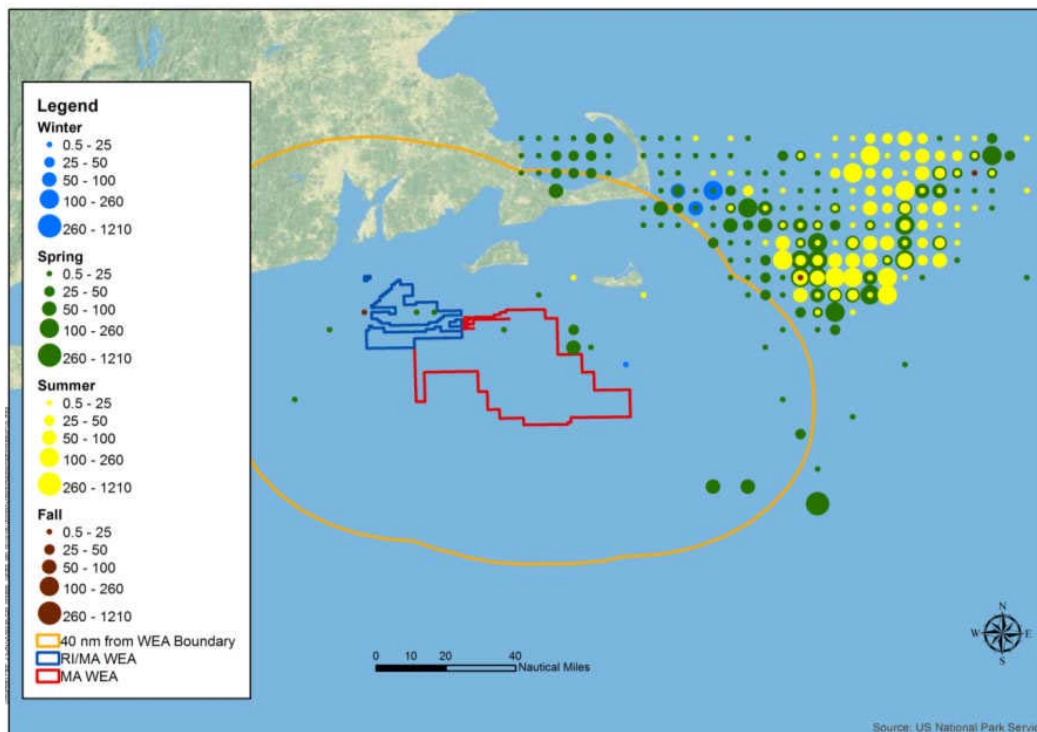 Legend
Winter
0.5 - 25
25 - 50
50 - 100
100 - 260
260 - 1210
Spring
0.5 - 25
25 - 50
50 - 100
100 - 260
260 - 1210
Summer
0.5 - 25
25 - 50
50 - 100
100 - 260
260 - 1210
Fall
0.5 - 25
25 - 50
50 - 100
100 - 260
260 - 1210
40 nm from WEA Boundary
RI/MA WEA
MA WEA
0 20 40
Nautical Miles
N
W E
S
Source: US National Park Servic